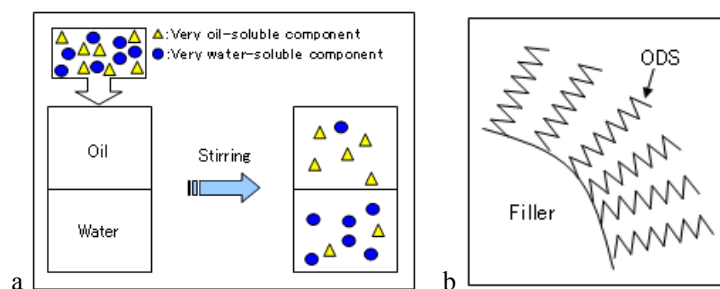 :Very oil-soluble component
:Very water-soluble component
Oil
Water
Stirring
a
ODS
Filler
b